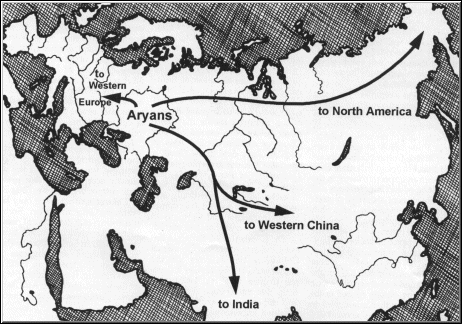 to
Western
Europe
Aryans
to North America
to Western China
to India